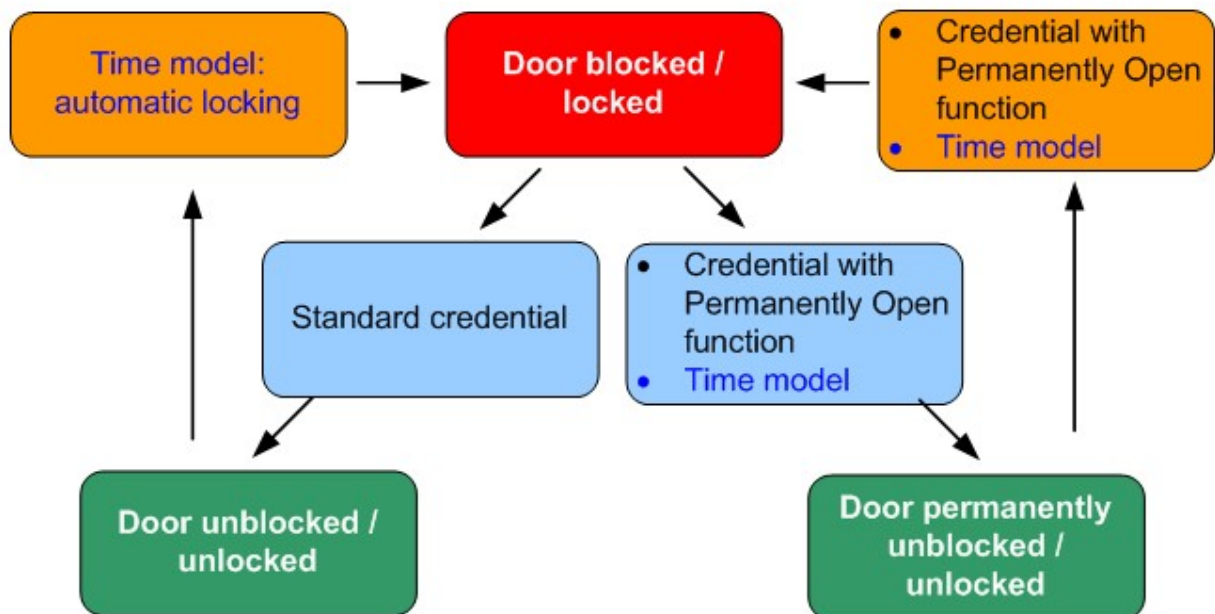 Time model:
automatic locking
Door blocked /
locked
• Credential with
Permanently Open
function
• Time model
Standard credential
• Credential with
Permanently Open
function
• Time model
Door unblocked /
unlocked
Door permanently
unblocked /
unlocked